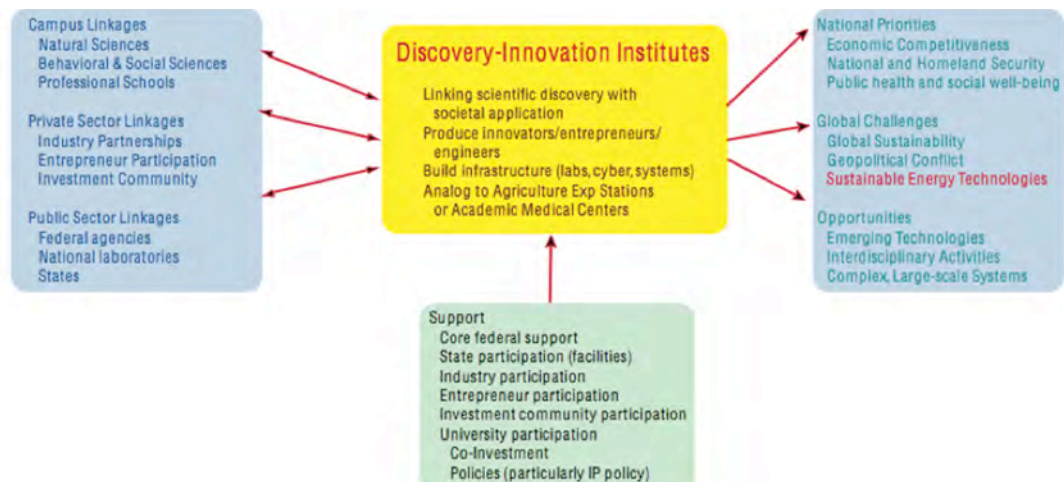 Campus Linkages
Natural Sciences
Behavioral & Social Sciences
Professional Schools
Private Sector Linkages
Industry Partnerships
Entrepreneur Participation
Investment Community
Public Sector Linkages
Federal agencies
National laboratories
States
Discovery-Innovation Institutes
Linking scientific discovery with
societal application
Produce innovators/entrepreneurs/
engineers
Build infrastructure (labs, cyber, systems)
Analog to Agriculture Exp Stations
or Academic Medical Centers
National Priorities
Economic Competitiveness
National and Homeland Security
Public health and social well-being
Global Challenges
Global Sustainability
Geopolitical Conflict
Sustainable Energy Technologies
Opportunities
Emerging Technologies
Interdisciplinary Activities
Complex, Large-scale Systems
Support
Core federal support
State participation (facilities)
Industry participation
Entrepreneur participation
Investment community participation
University participation
Co-Investment
Policies (particularly IP policy)